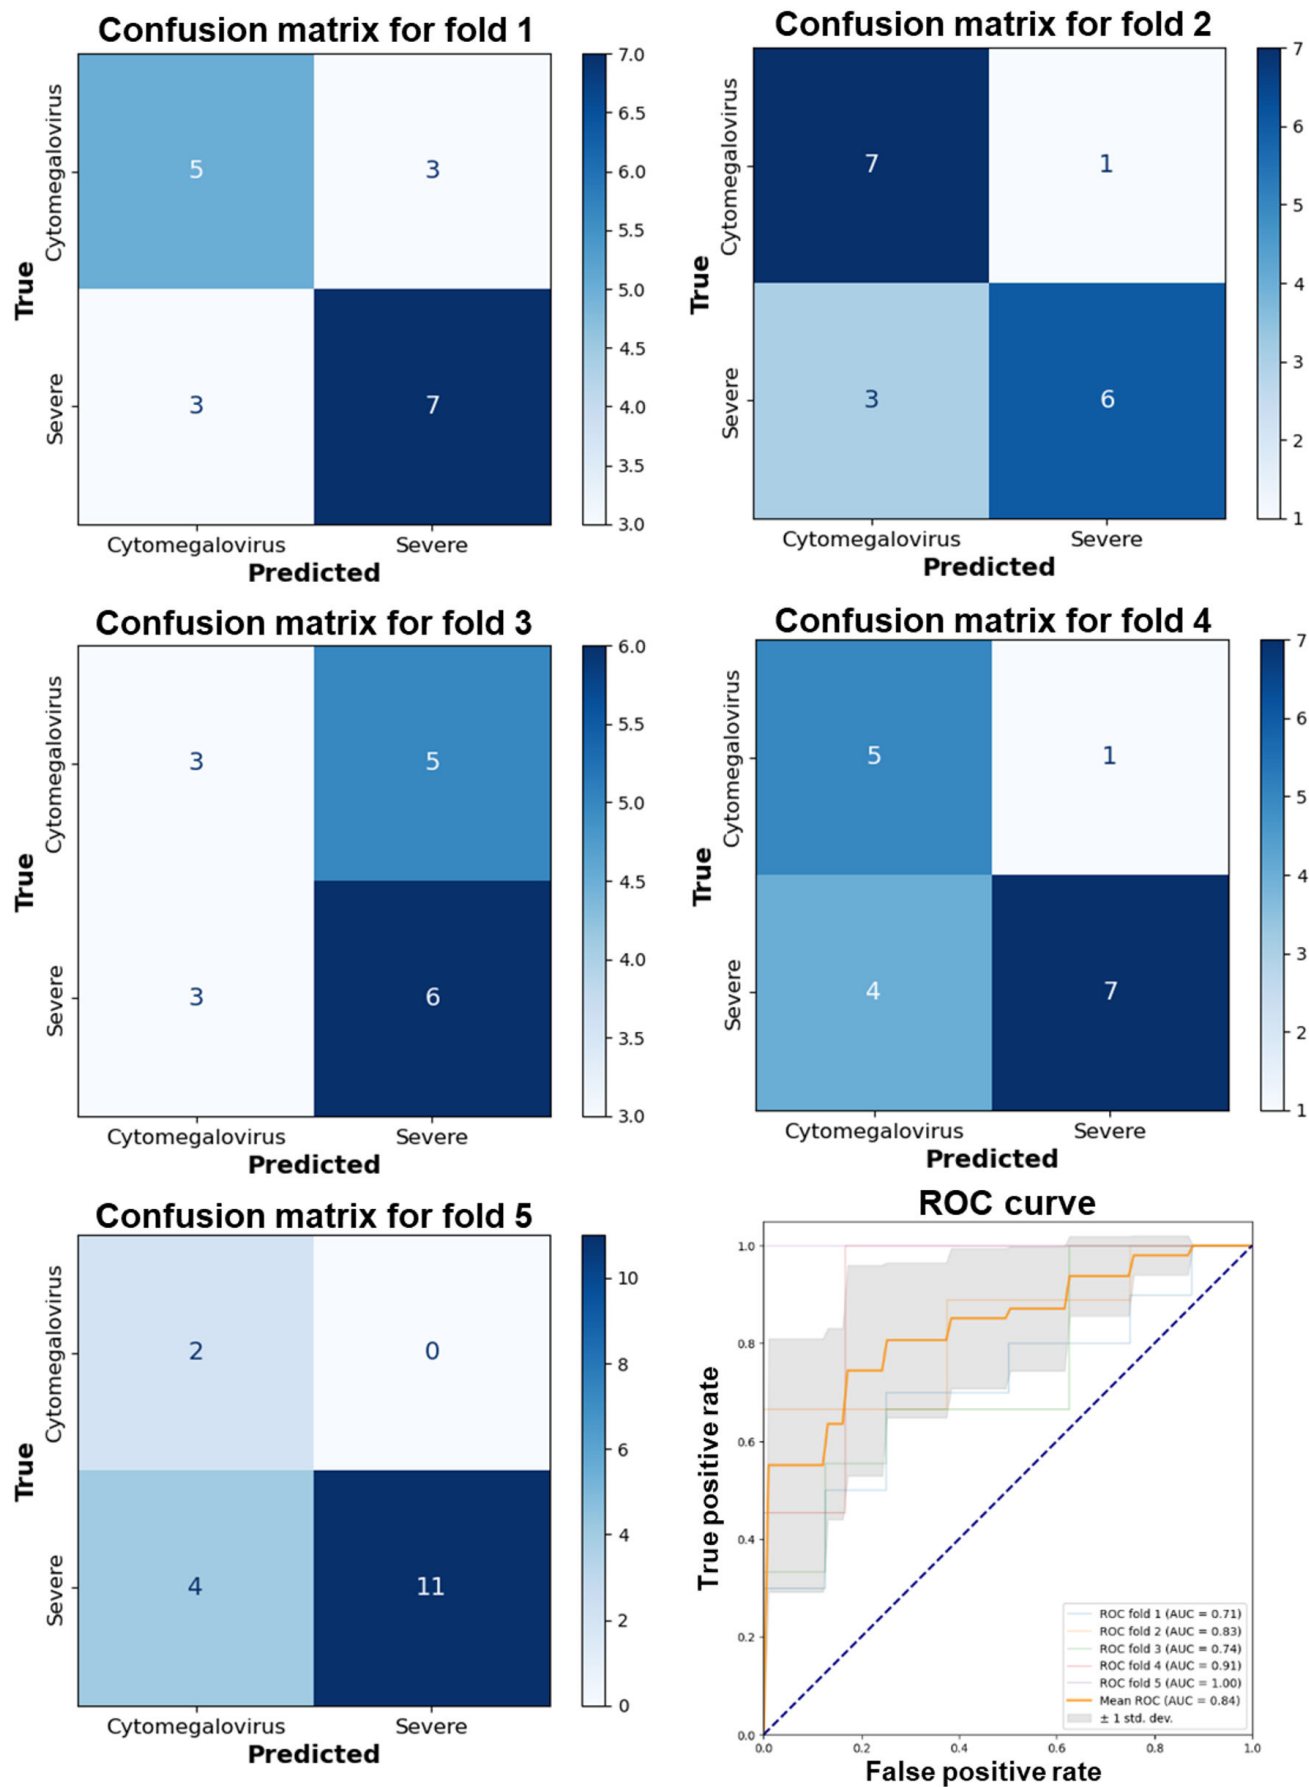 Confusion matrix for fold 1
Cytomegalovirus
Severe
True
5 3
3 7
7.0
6.5
6.0
5.5
5.0
4.5
4.0
3.5
3.0
Cytomegalovirus Severe
Predicted
Confusion matrix for fold 2
Cytomegalovirus
Severe
True
7 1
3 6
7
6
5
4
3
2
1
Cytomegalovirus Severe
Predicted
Confusion matrix for fold 3
Cytomegalovirus
Severe
True
3 5
3 6
6.0
5.5
5.0
4.5
4.0
3.5
3.0
Cytomegalovirus Severe
Predicted
Confusion matrix for fold 4
Cytomegalovirus
Severe
True
5 1
4 7
7
6
5
4
3
2
1
Cytomegalovirus Severe
Predicted
Confusion matrix for fold 5
Cytomegalovirus
Severe
True
2 0
4 11
10
8
6
4
2
0
Cytomegalovirus Severe
Predicted
ROC curve
True positive rate
1.0
0.8
0.6
0.4
0.2
0.0
ROC fold 1 (AUC = 0.71)
ROC fold 2 (AUC = 0.83)
ROC fold 3 (AUC = 0.74)
ROC fold 4 (AUC = 0.91)
ROC fold 5 (AUC = 1.00)
Mean ROC (AUC = 0.84)
± 1 std. dev.
0.0 0.2 0.4 0.6 0.8 1.0
False positive rate